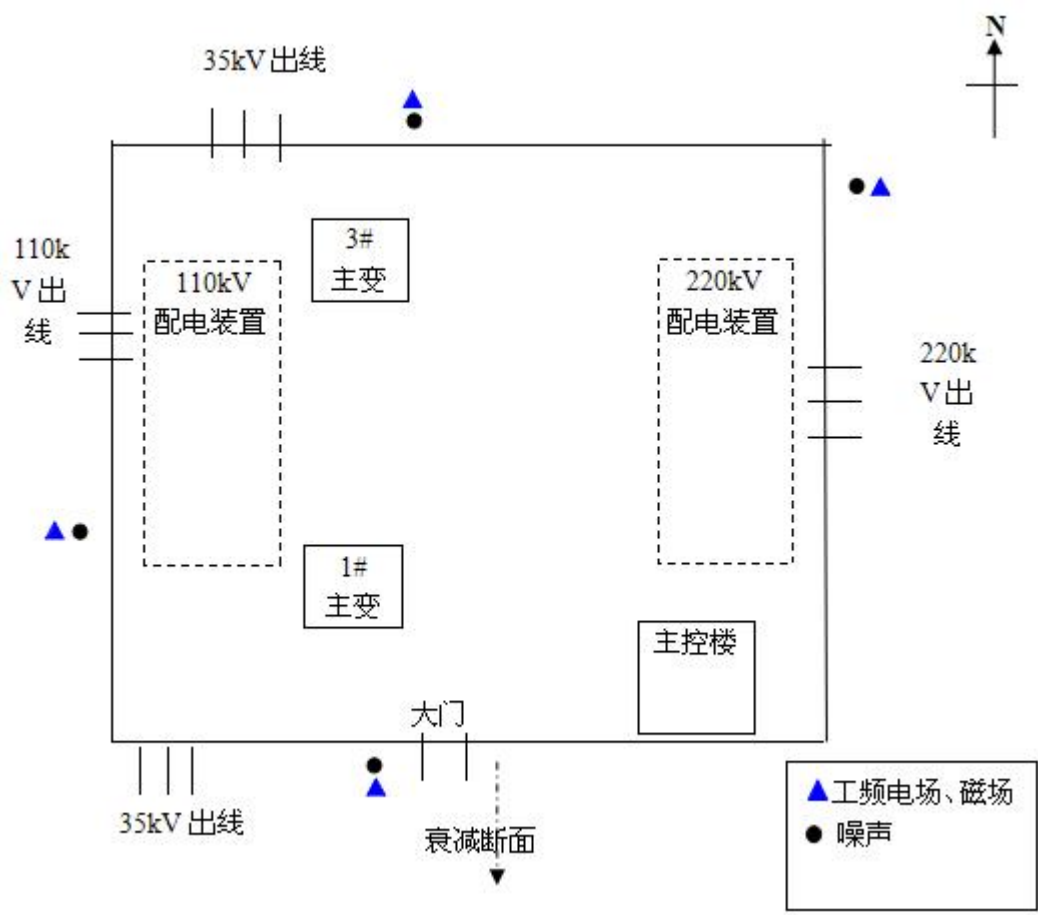 N
35kV 出线
3#
主变
110k
V 出
线
110kV
配电装置
220kV
配电装置
220k
V 出
线
1#
主变
主控楼
大门
35kV 出线
衰减断面
工频电场、磁场
噪声